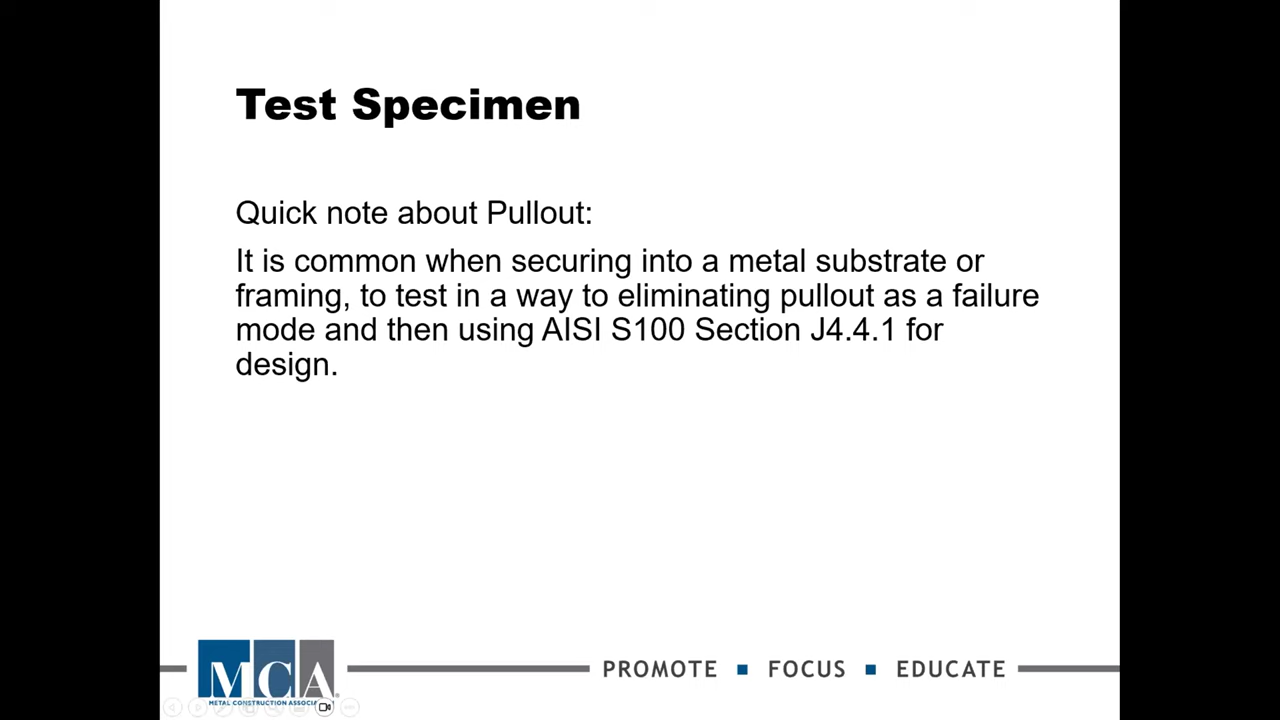 Test Specimen
Quick note about Pullout:
It is common when securing into a metal substrate or
framing, to test in a way to eliminating pullout as a failure
mode and then using AISI S100 Section J4.4.1 for
design.
MCA
PROMOTE ■ FOCUS ■ EDUCATE
METAL CONSTRUCTION